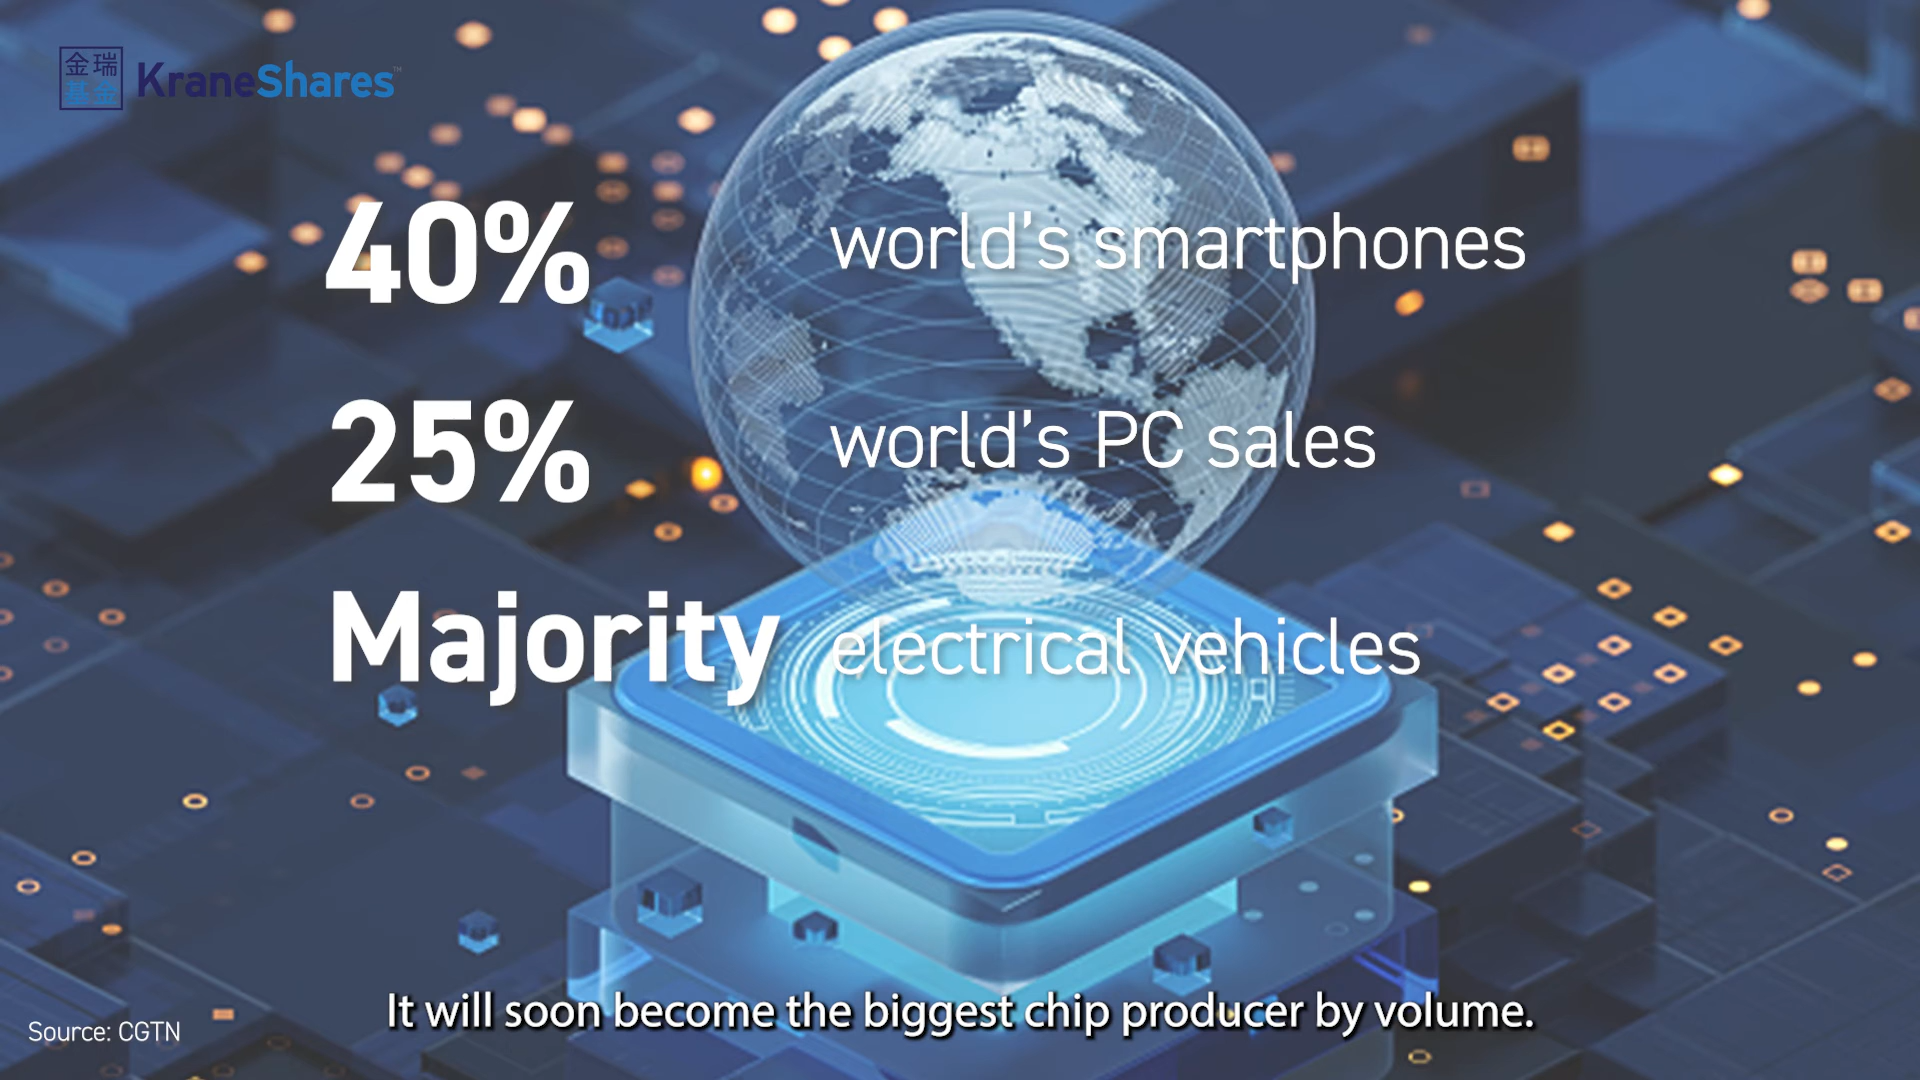 金瑞
基金
KraneShares™
40% world's smartphones
25% world's PC sales
Majority electrical vehicles
It will soon become the biggest chip producer by volume.
Source: CGTN